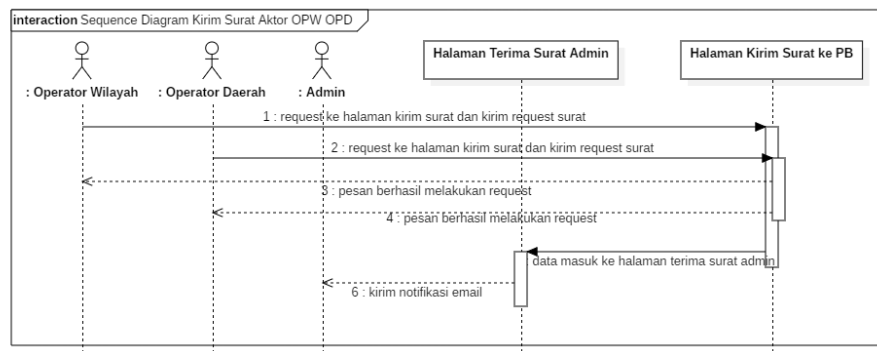 interaction Sequence Diagram Kirim Surat Aktor OPW OPD
Halaman Terima Surat Admin
Halaman Kirim Surat ke PB
: Operator Wilayah
: Operator Daerah
: Admin
1 : request ke halaman kirim surat dan kirim request surat
2 : request ke halaman kirim surat dan kirim request surat
3 : pesan berhasil melakukan request
4 : pesan berhasil melakukan request
: data masuk ke halaman terima surat admin
6 : kirim notifikasi email